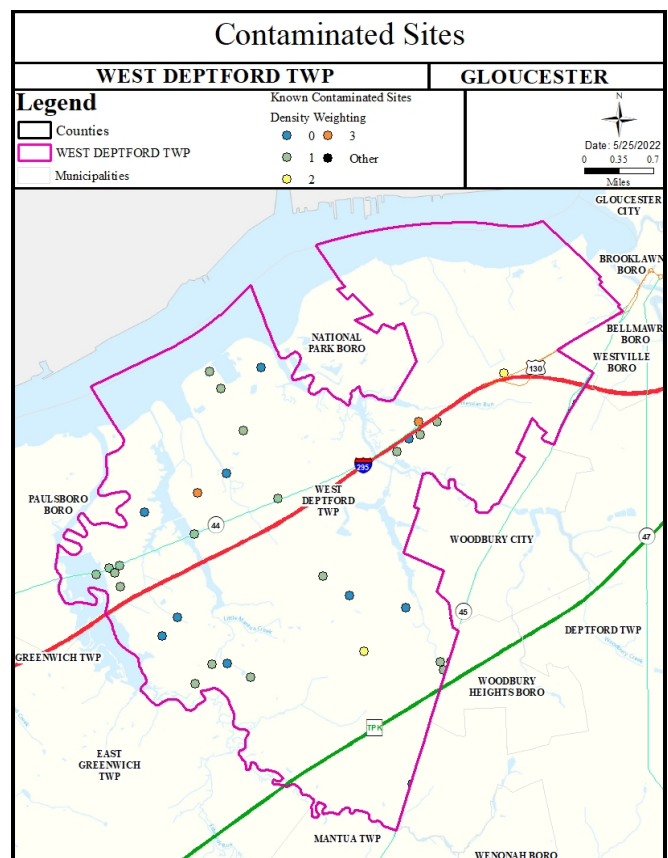 Contaminated Sites
WEST DEPTFORD TWP
GLOUCESTER
Legend
Counties
WEST DEPTFORD TWP
Municipalities
Known Contaminated Sites
Density Weighting
0 3
1 Other
2
N
Date: 5/25/2022
0 0.35 0.7
Miles
GLOUCESTER
CITY
BROOKLAWN
BORO
BELLMAWR
BORO
WESTVILLE
BORO
NATIONAL
PARK BORO
130
295
WEST
DEPTFORD
TWP
PAULSBORO
BORO
44
WOODBURY CITY
47
45
DEPTFORD TWP
GREENWICH TWP
WOODBURY
HEIGHTS BORO
TPK
EAST
GREENWICH
TWP
MANTUA TWP
WENONAH BORO